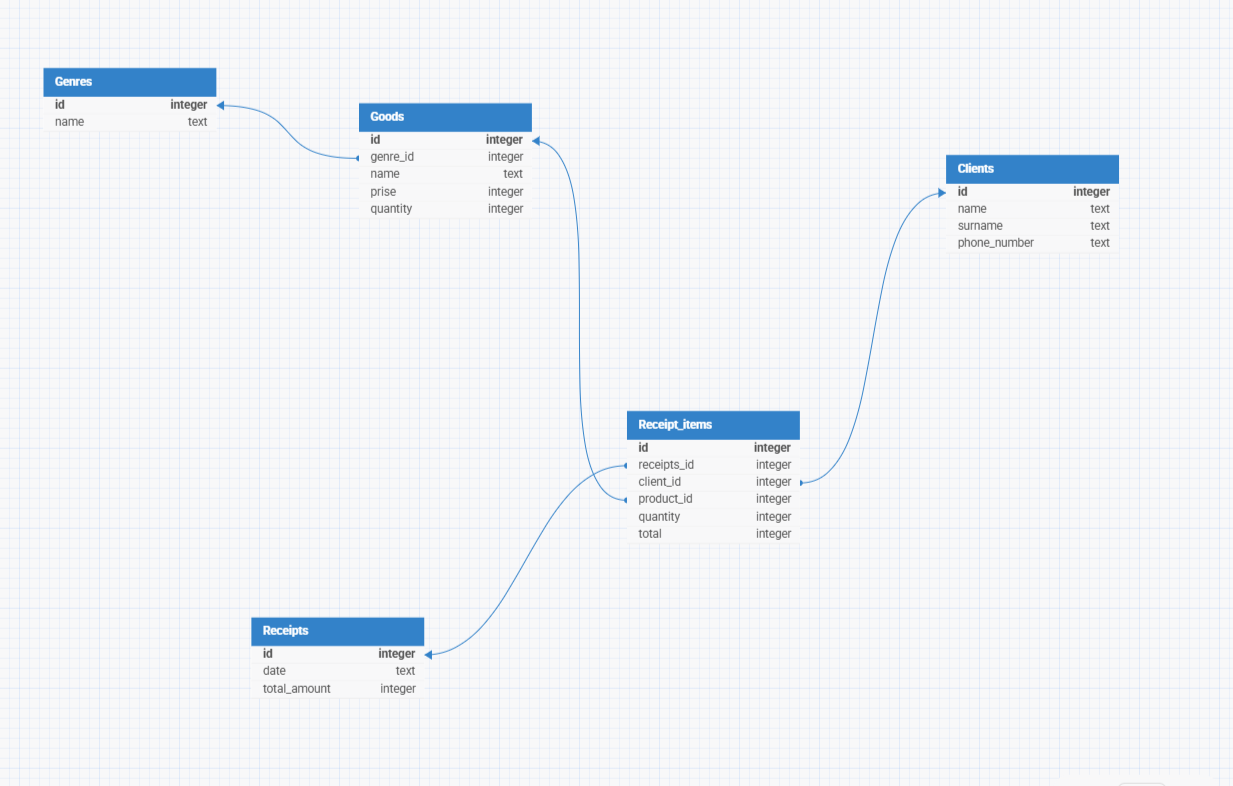 Genres
id integer
name text
Goods
id integer
genre_id integer
name text
prise integer
quantity integer
Clients
id integer
name text
surname text
phone_number text
Receipt_items
id integer
receipts_id integer
client_id integer
product_id integer
quantity integer
total integer
Receipts
id integer
date text
total_amount integer